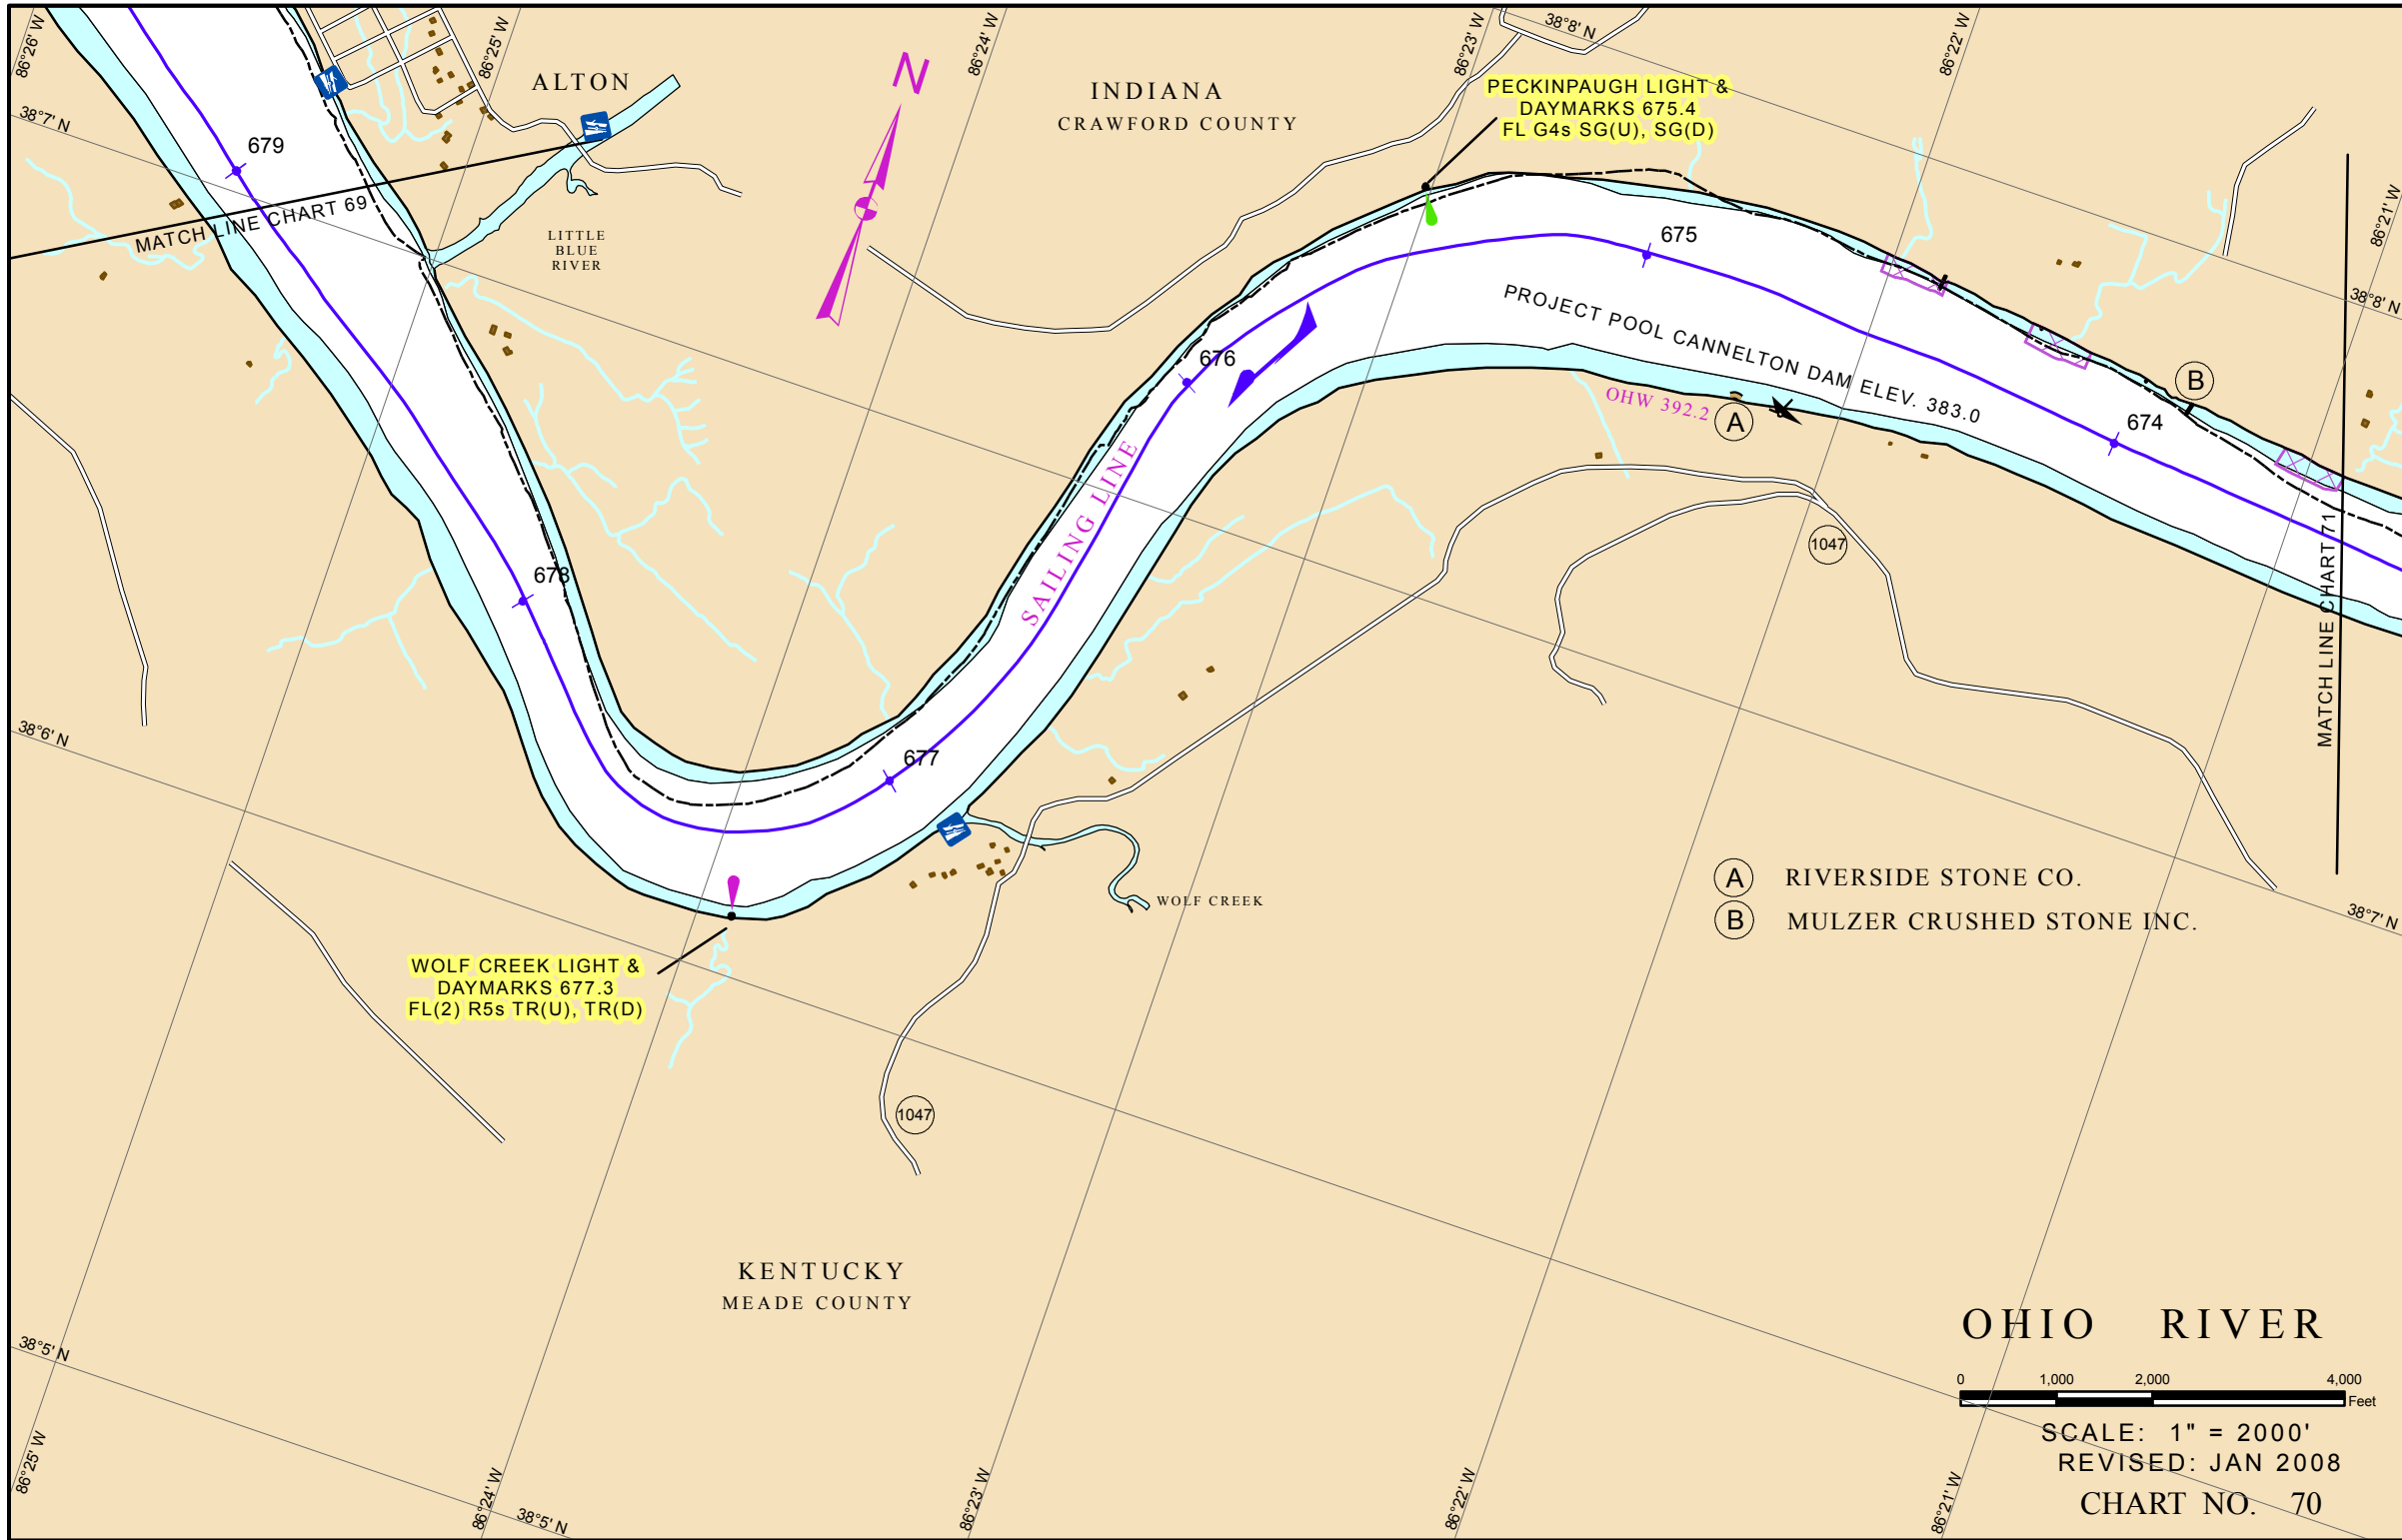 86°26' W
86°25' W
86°24' W
86°23' W
38°8' N
86°22' W
86°21' W
38°7' N
ALTON
INDIANA
CRAWFORD COUNTY
N
PECKINPAUGH LIGHT &
DAYMARKS 675.4
FL G4s SG(U), SG(D)
679
MATCH LINE CHART 69
LITTLE
BLUE
RIVER
675
38°8' N
PROJECT POOL CANNELTON DAM ELEV. 383.0
676
OHW 392.2
A
B
674
SAILING LINE
1047
MATCH LINE CHART 71
678
677
38°6' N
WOLF CREEK
A RIVERSIDE STONE CO.
B MULZER CRUSHED STONE INC.
38°7' N
WOLF CREEK LIGHT &
DAYMARKS 677.3
FL(2) R5s TR(U), TR(D)
1047
KENTUCKY
MEADE COUNTY
38°5' N
OHIO RIVER
0 1,000 2,000 4,000
Feet
SCALE: 1" = 2000'
REVISED: JAN 2008
CHART NO. 70
86°25' W
86°24' W
38°5' N
86°23' W
86°22' W
86°21' W